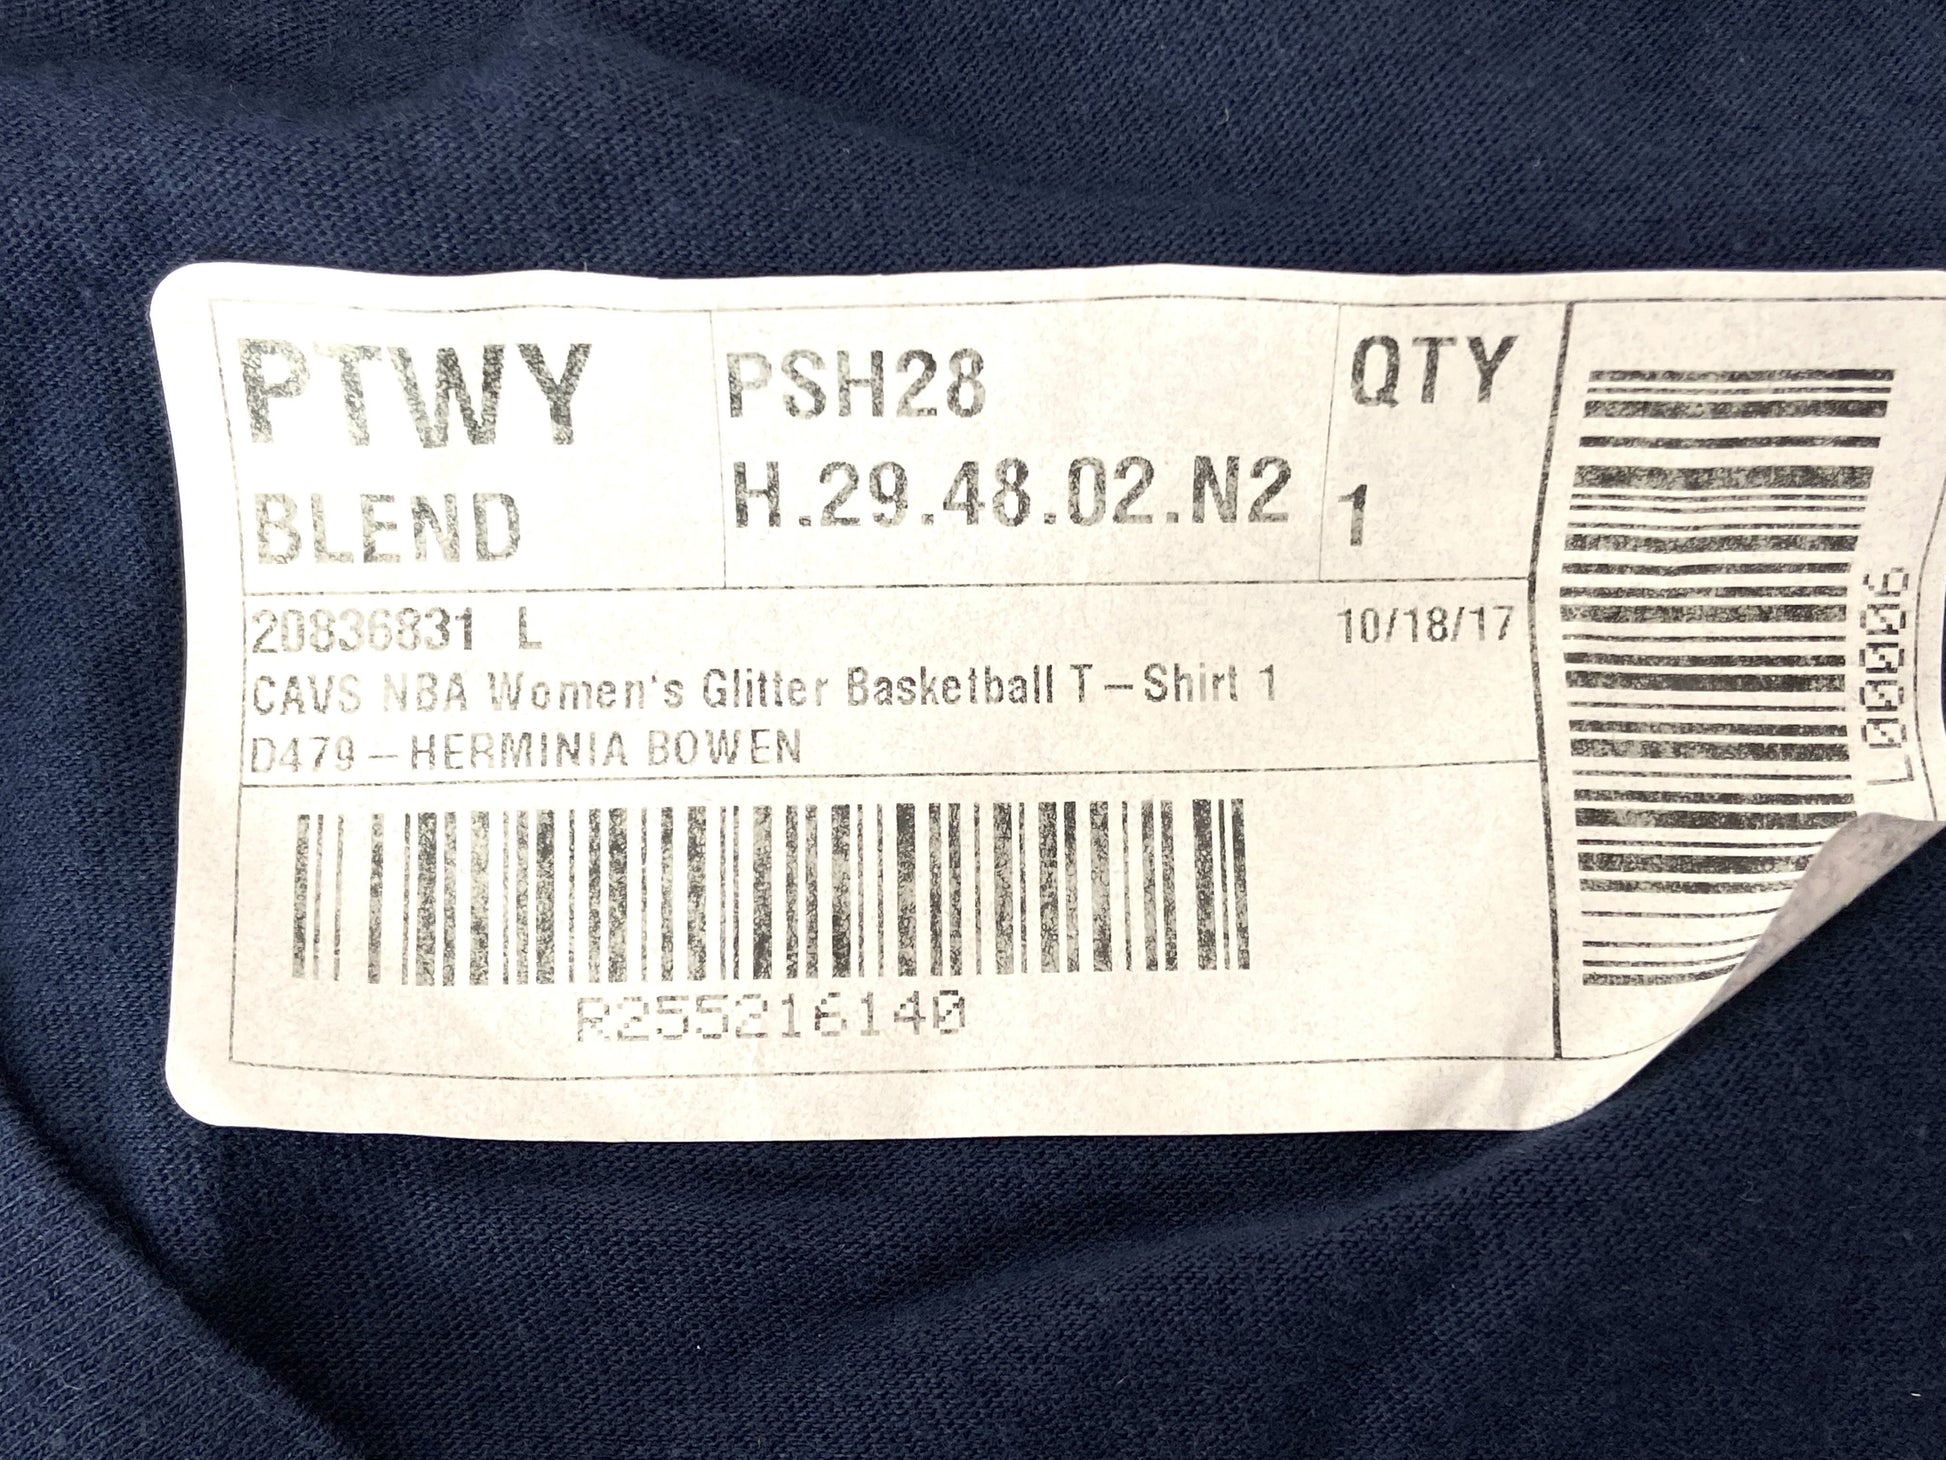 PTWY
BLEND
PSH28
H.29.48.02.N2
QTY
1
20836831 L
10/18/17
CAVS NBA Women's Glitter Basketball T-Shirt 1
D479-HERMINIA BOWEN
R255216140
L000006